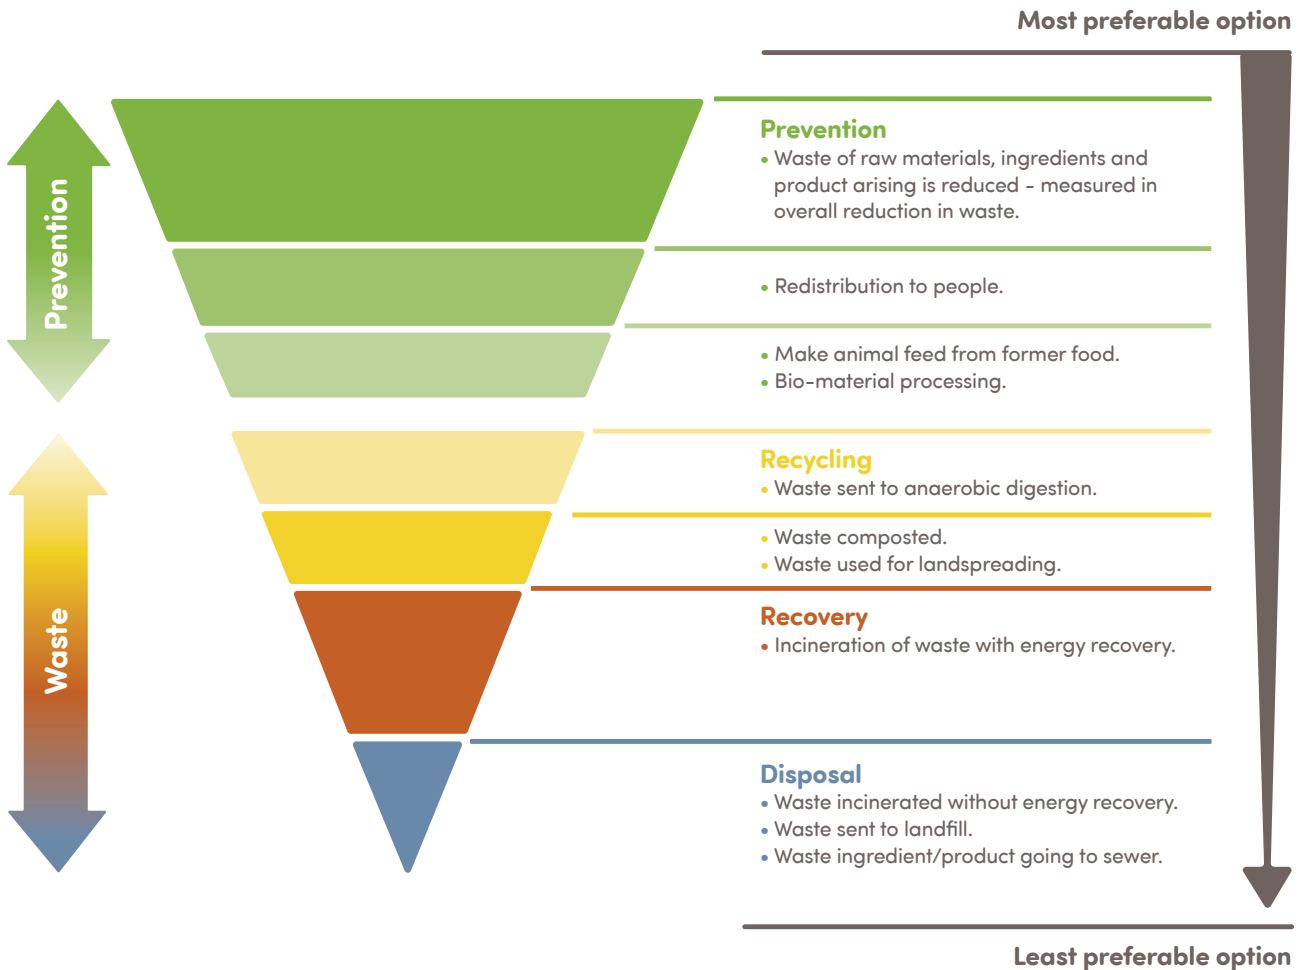 Most preferable option
Prevention
Prevention
• Waste of raw materials, ingredients and
product arising is reduced - measured in
overall reduction in waste.
• Redistribution to people.
• Make animal feed from former food.
• Bio-material processing.
Waste
Recycling
• Waste sent to anaerobic digestion.
• Waste composted.
• Waste used for landspreading.
Recovery
• Incineration of waste with energy recovery.
Disposal
• Waste incinerated without energy recovery.
• Waste sent to landfill.
• Waste ingredient/product going to sewer.
Least preferable option